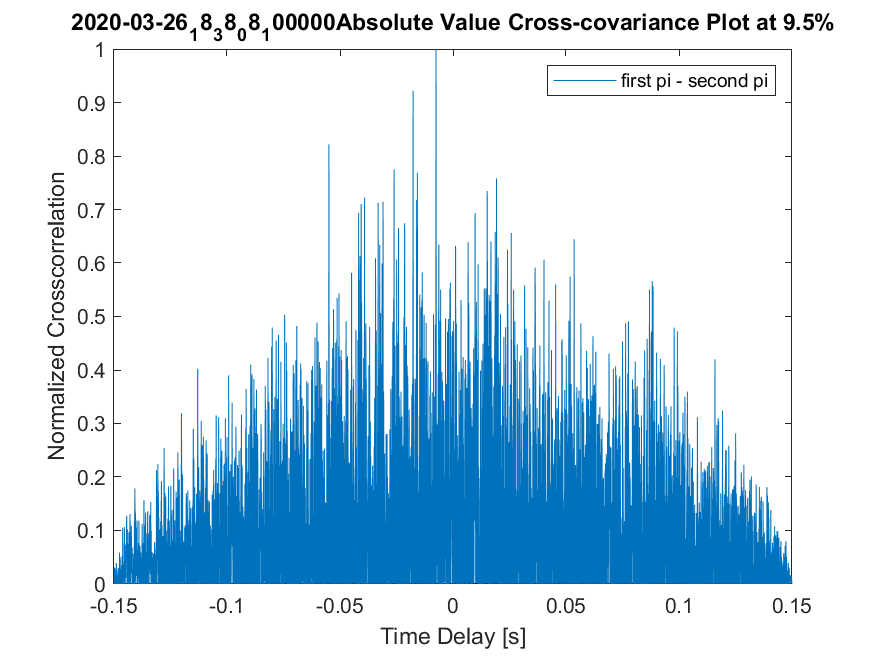 2020-03-26₁8₃8₀8₁00000Absolute Value Cross-covariance Plot at 9.5%
first pi - second pi
Normalized Crosscorrelation
1
0.9
0.8
0.7
0.6
0.5
0.4
0.3
0.2
0.1
0
-0.15 -0.1 -0.05 0 0.05 0.1 0.15
Time Delay [s]